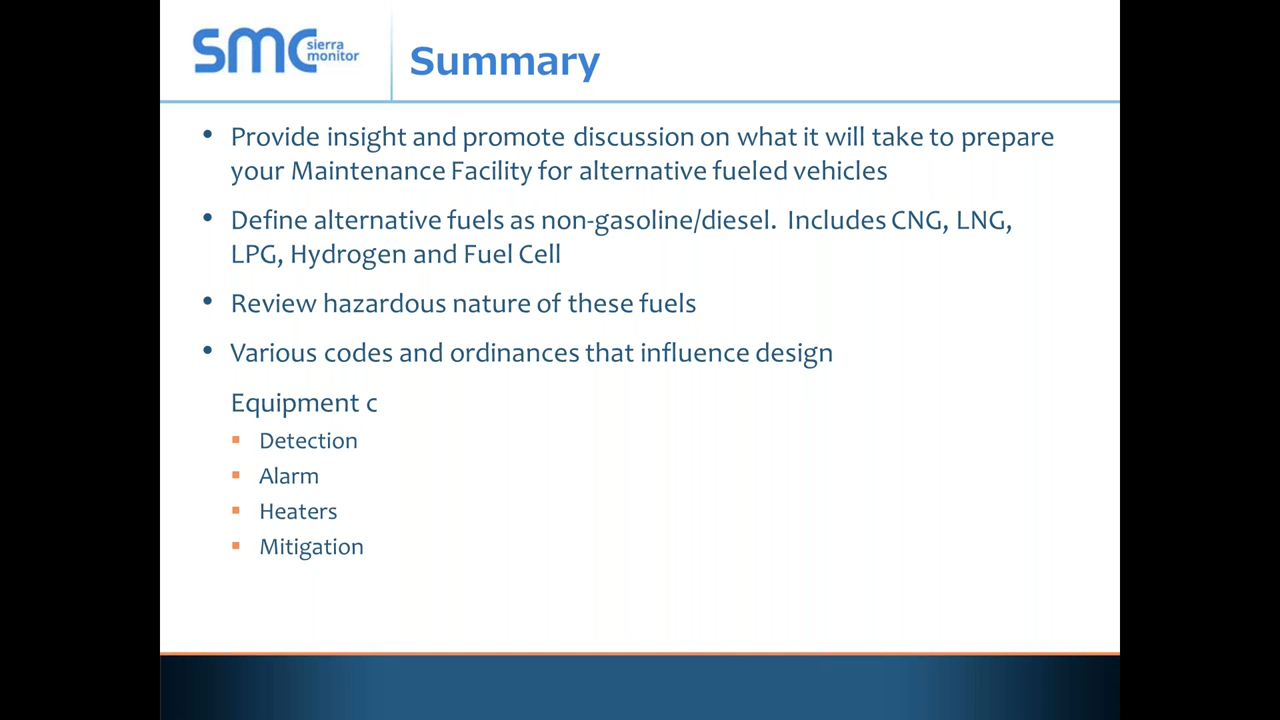 SMC sierra
monitor
Summary
• Provide insight and promote discussion on what it will take to prepare
your Maintenance Facility for alternative fueled vehicles
• Define alternative fuels as non-gasoline/diesel. Includes CNG, LNG,
LPG, Hydrogen and Fuel Cell
• Review hazardous nature of these fuels
• Various codes and ordinances that influence design
Equipment c
▪ Detection
▪ Alarm
▪ Heaters
▪ Mitigation